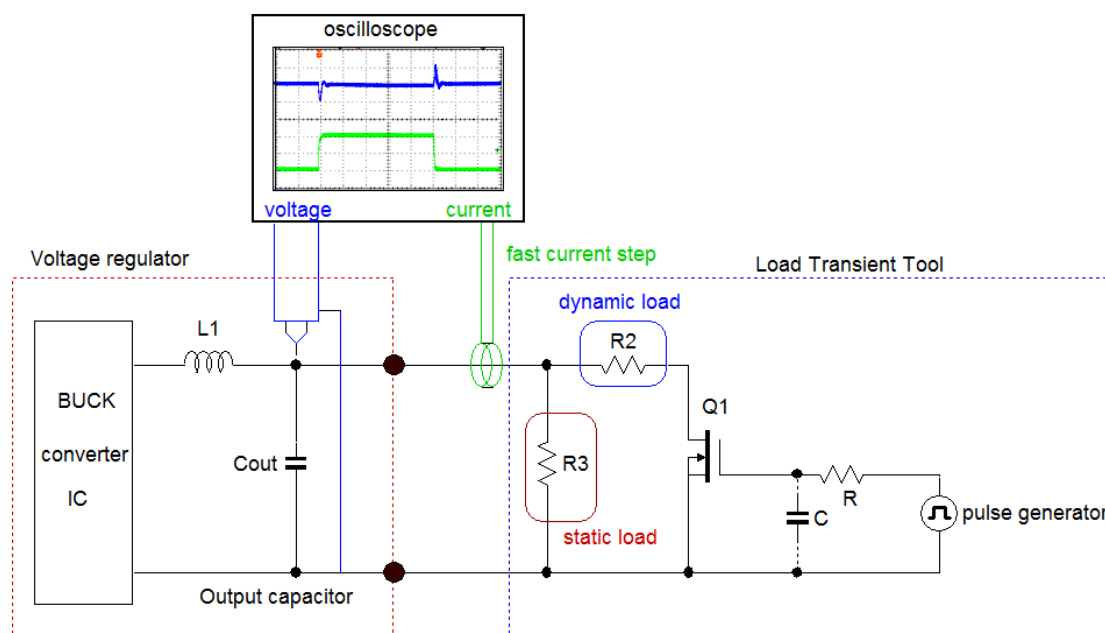 oscilloscope
voltage
current
fast current step
Voltage regulator
Load Transient Tool
dynamic load
L1
R2
Q1
BUCK
converter
IC
Cout
R3
R
C
pulse generator
static load
Output capacitor